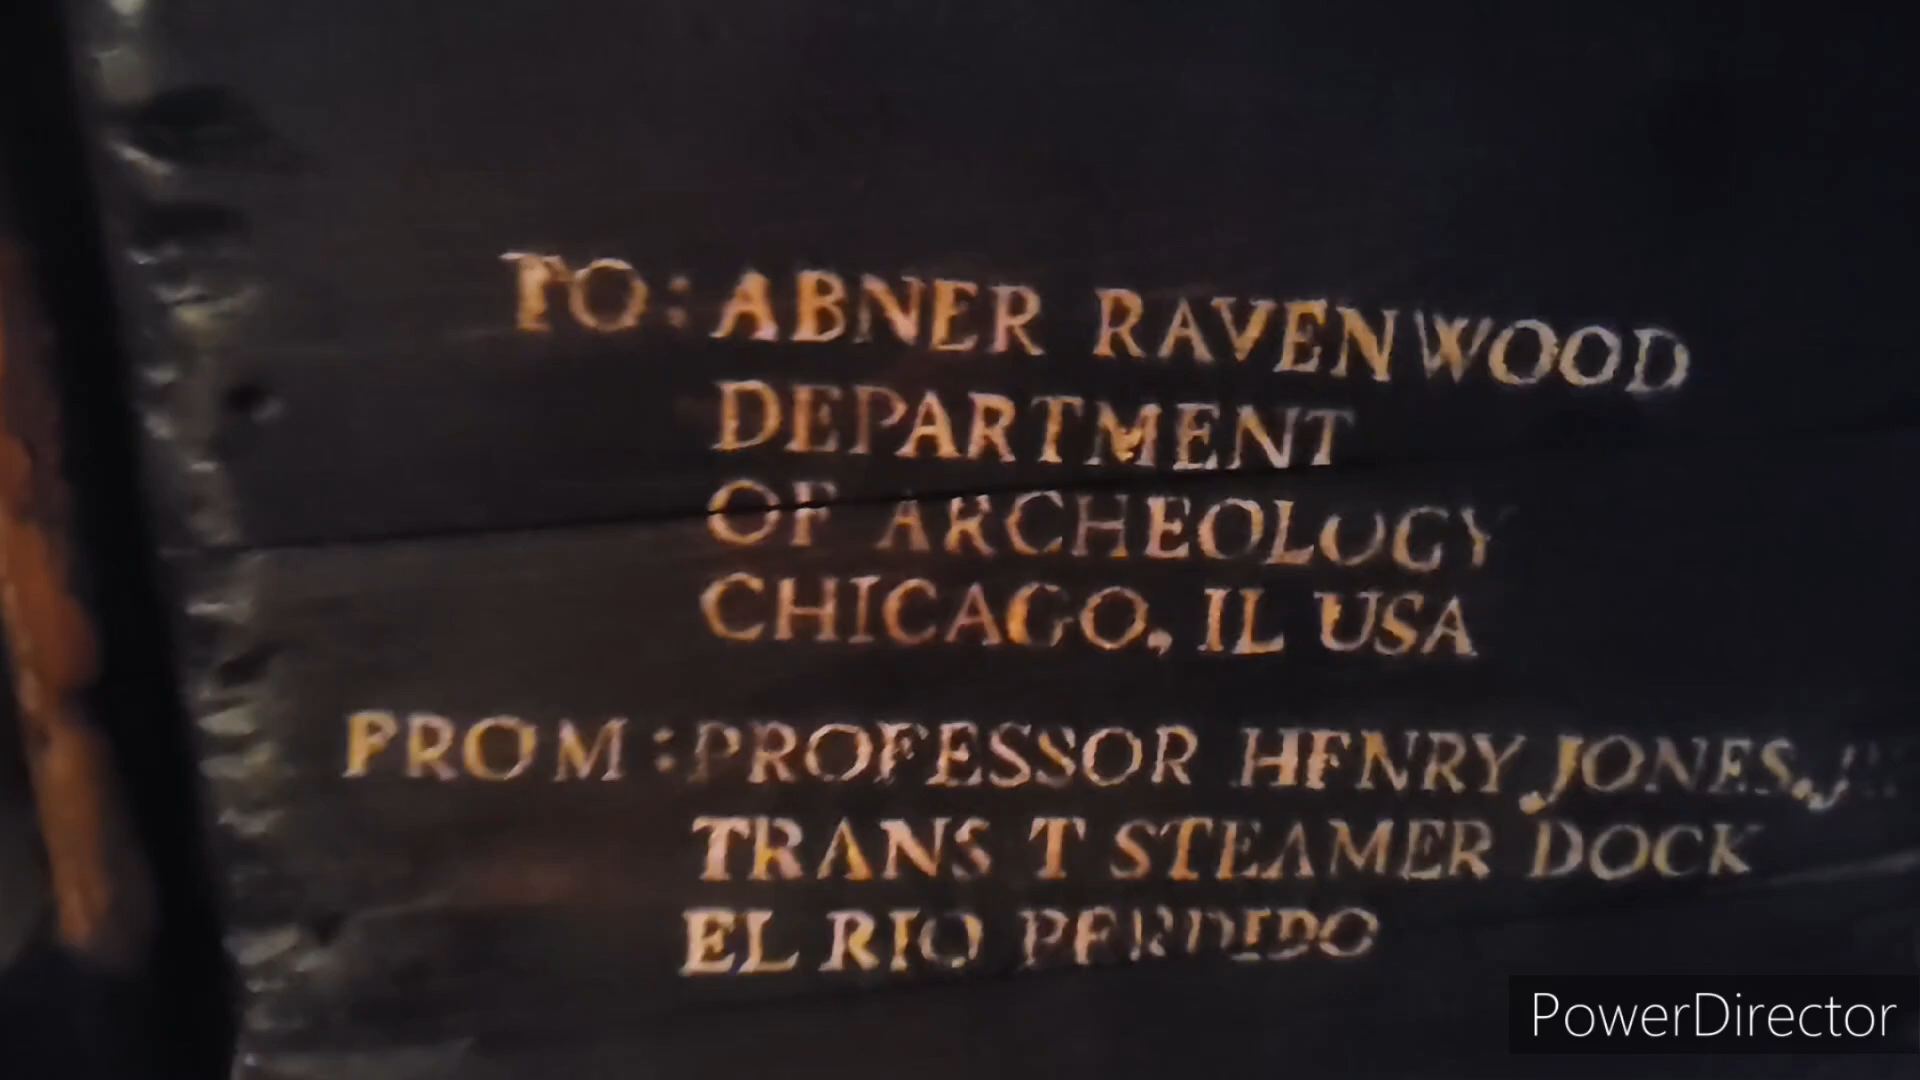 TO: ABNER RAVENWOOD
DEPARTMENT
OF ARCHEOLOGY
CHICAGO, IL USA
FROM: PROFESSOR HENRY JONES,
TRANS T STEAMER DOCK
EL RIO PERDIDO
PowerDirector